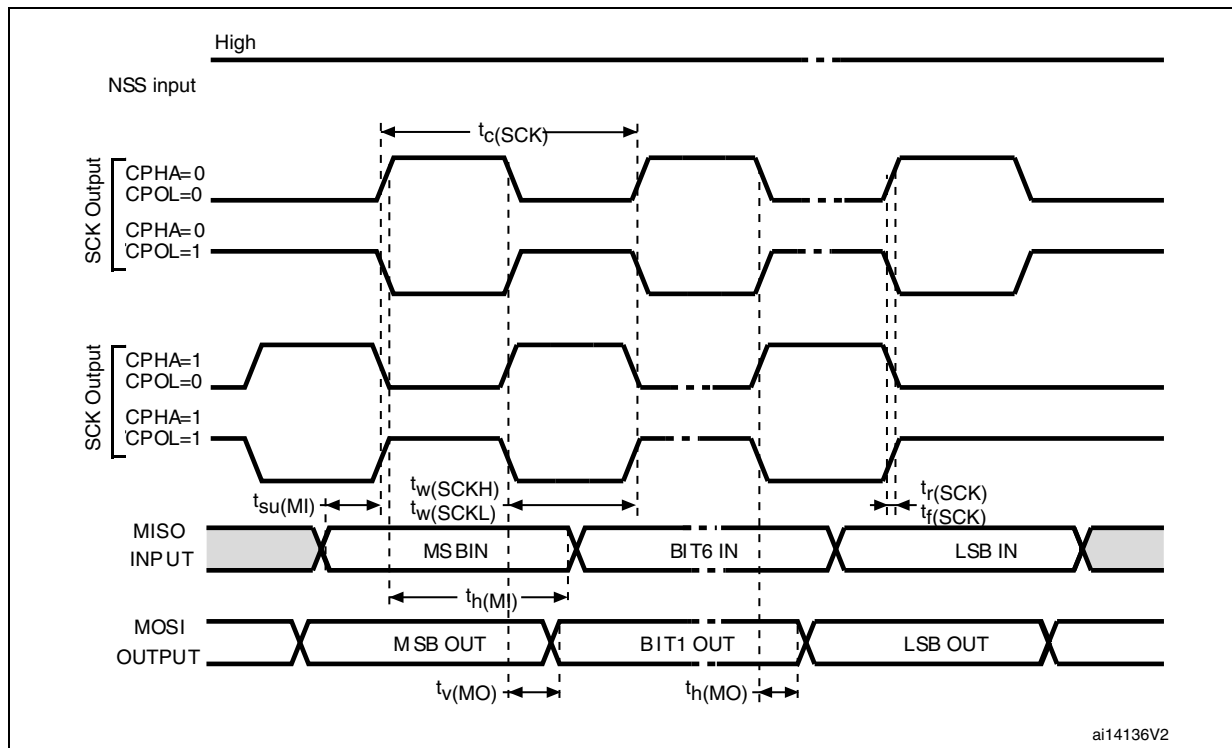 High
NSS input
tc(SCK)
SCK Output
CPHA=0
CPOL=0
CPHA=0
CPOL=1
SCK Output
CPHA=1
CPOL=0
CPHA=1
CPOL=1
tsu(MI)
tw(SCKH)
tw(SCKL)
tr(SCK)
tf(SCK)
MISO
INPUT
MSBIN
BIT6 IN
LSB IN
th(MI)
MOSI
OUTPUT
MSB OUT
BIT1 OUT
LSB OUT
tv(MO)
th(MO)
ai14136V2